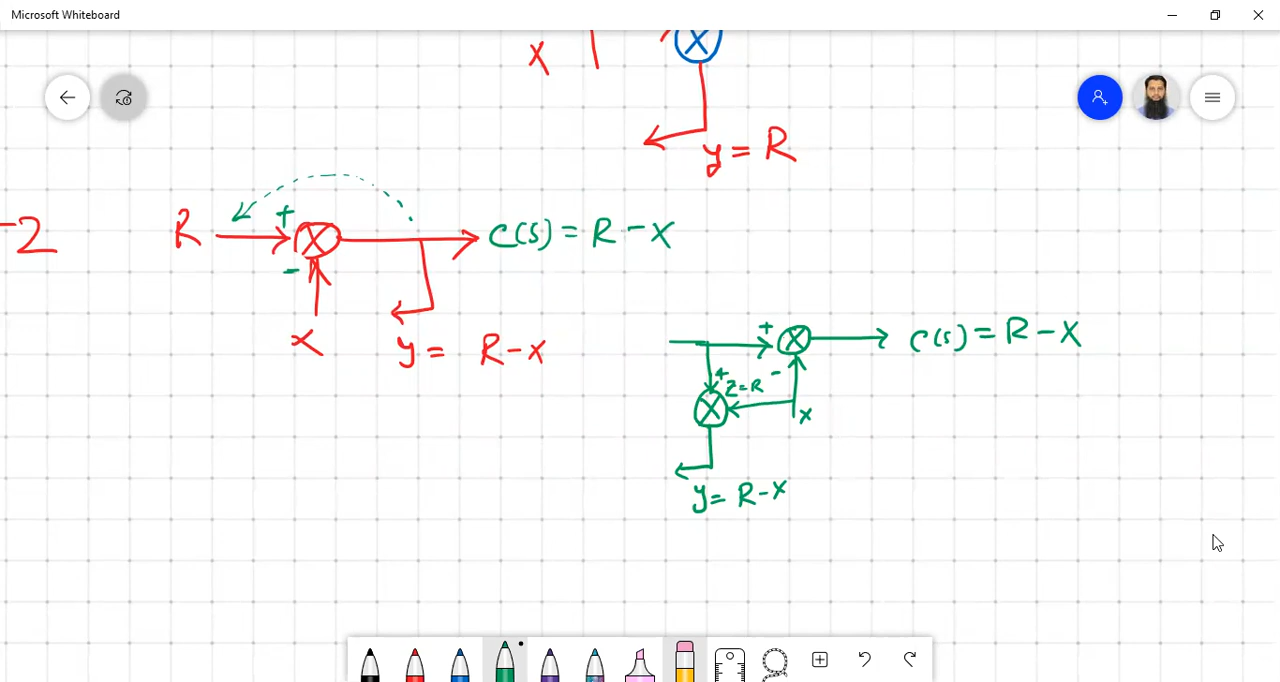 Microsoft Whiteboard
X
y = R
-2
R
+
C(s) = R - X
-
X
y = R - X
+
C(s) = R - X
+
Z = R
-
X
y = R - X